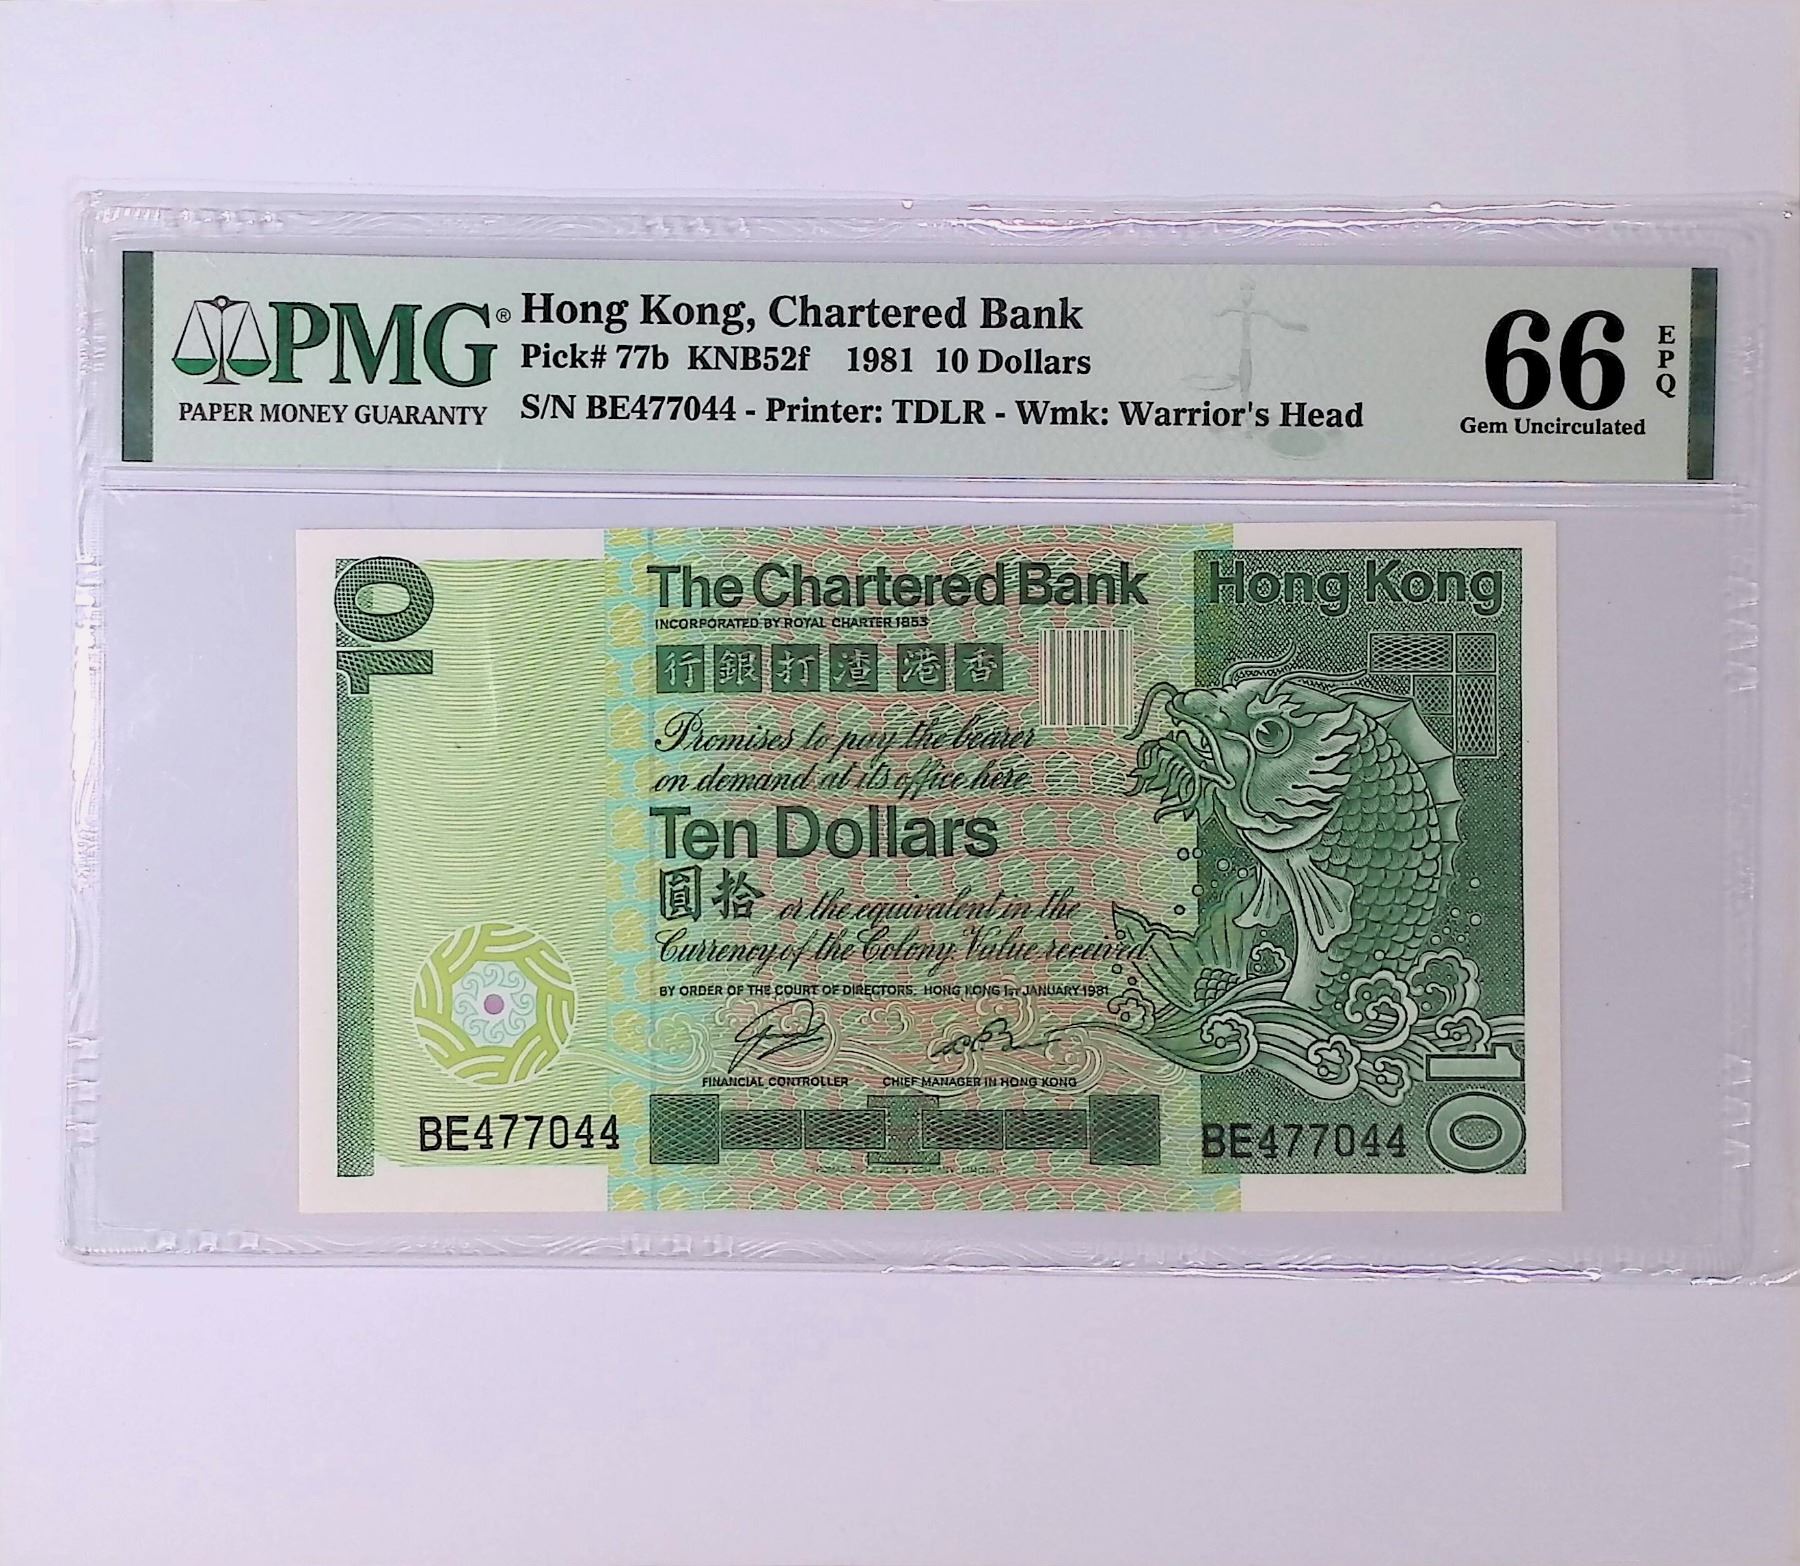 PMG®
PAPER MONEY GUARANTY
Hong Kong, Chartered Bank
Pick# 77b KNB52f 1981 10 Dollars
S/N BE477044 - Printer: TDLR - Wmk: Warrior's Head
66
EPQ
Gem Uncirculated
10
The Chartered Bank
Hong Kong
INCORPORATED BY ROYAL CHARTER 1853
行銀打渣港香
Promises to pay the bearer
on demand at its office here
Ten Dollars
圓拾 or the equivalent in the
Currency of the Colony. Value received
BY ORDER OF THE COURT OF DIRECTORS. HONG KONG 1ST JANUARY 1981
FINANCIAL CONTROLLER CHIEF MANAGER IN HONG KONG
BE477044
BE477044
10